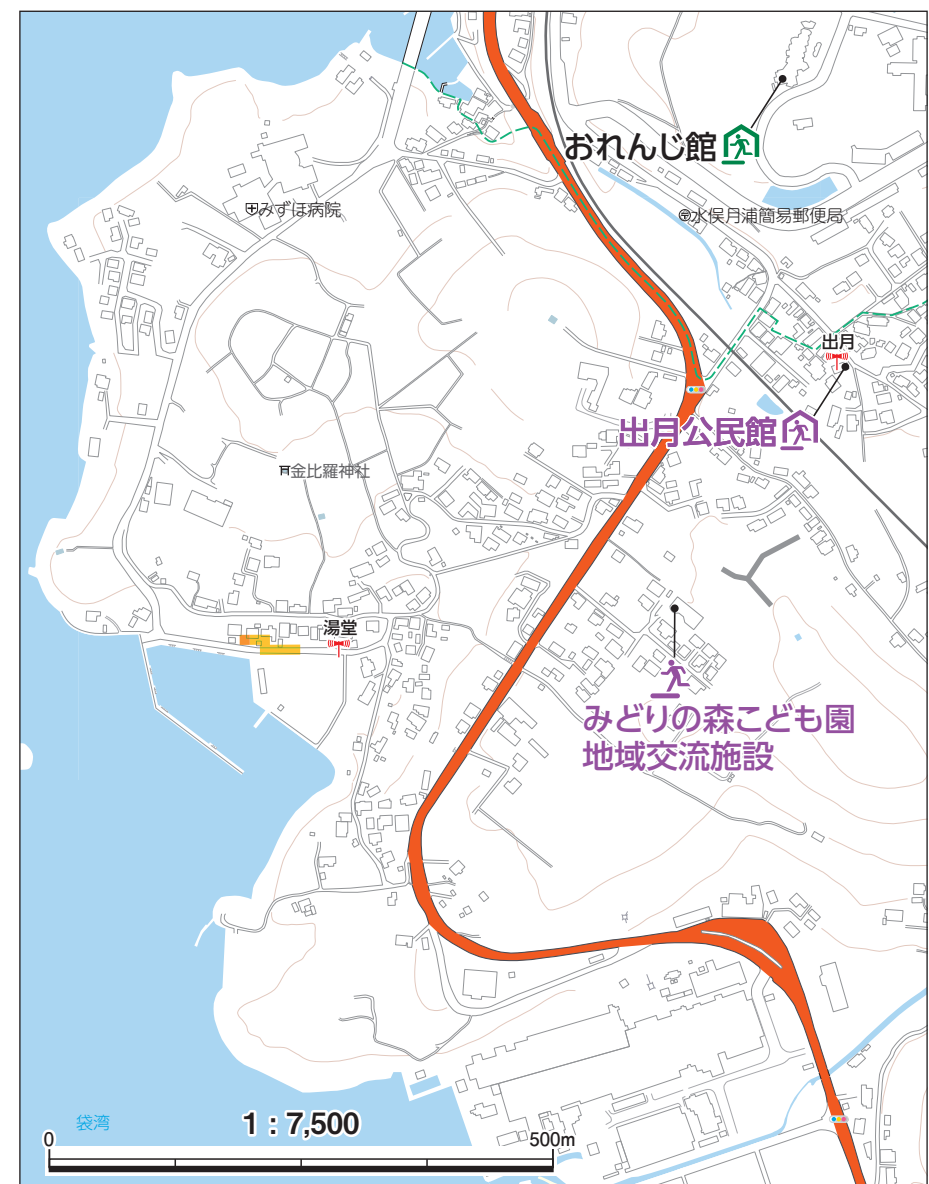 おれんじ館
みずほ病院
水俣月浦簡易郵便局
出月
出月公民館
金比羅神社
湯堂
みどりの森こども園
地域交流施設
袋湾
1：7,500
0
500m